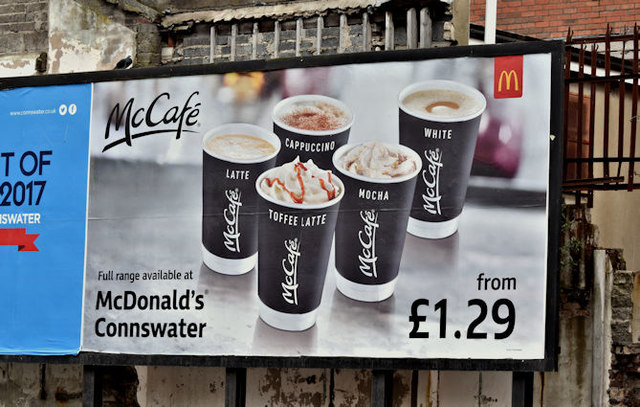 www.connswater.co.uk
T OF
2017
NSWATER
McCafé
CAPPUCCINO
WHITE
LATTE
MOCHA
TOFFEE LATTE
McCafé
McCafé
McCafé
McCafé
Full range available at
McDonald's®
Connswater
from
£1.29